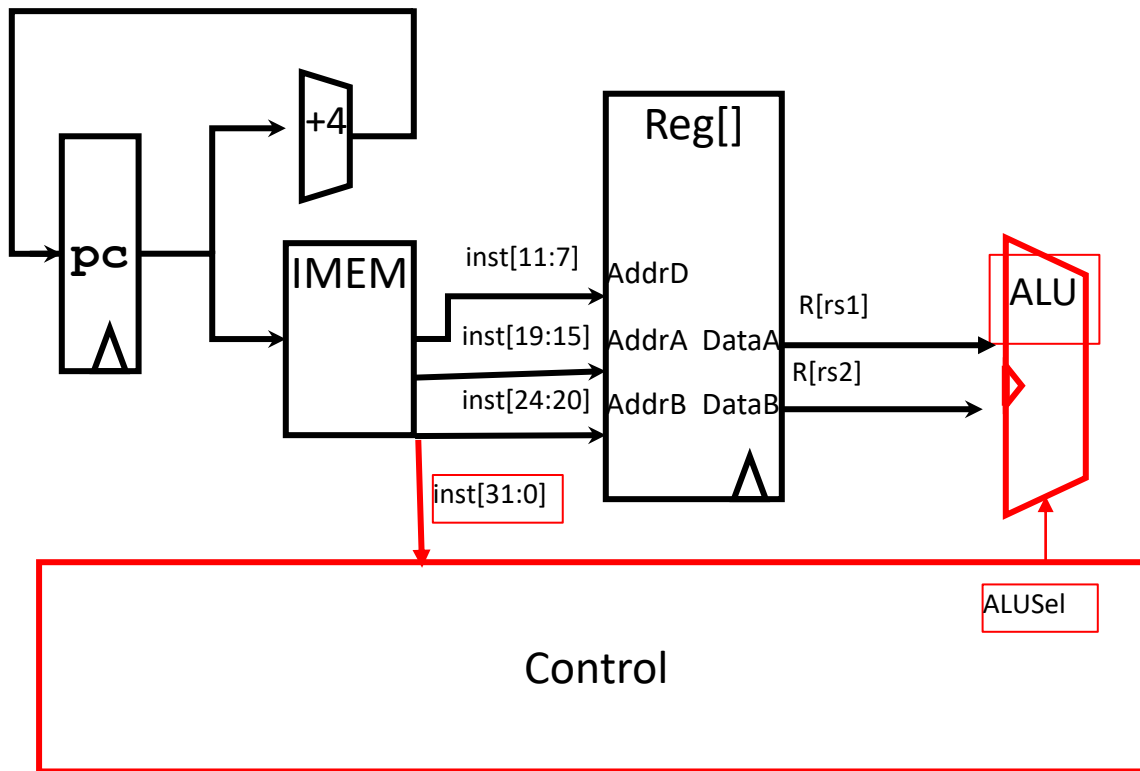 +4
Reg[]
pc
IMEM
inst[11:7]
AddrD
ALU
inst[19:15]
AddrA
DataA
R[rs1]
R[rs2]
inst[24:20]
AddrB
DataB
inst[31:0]
ALUSel
Control